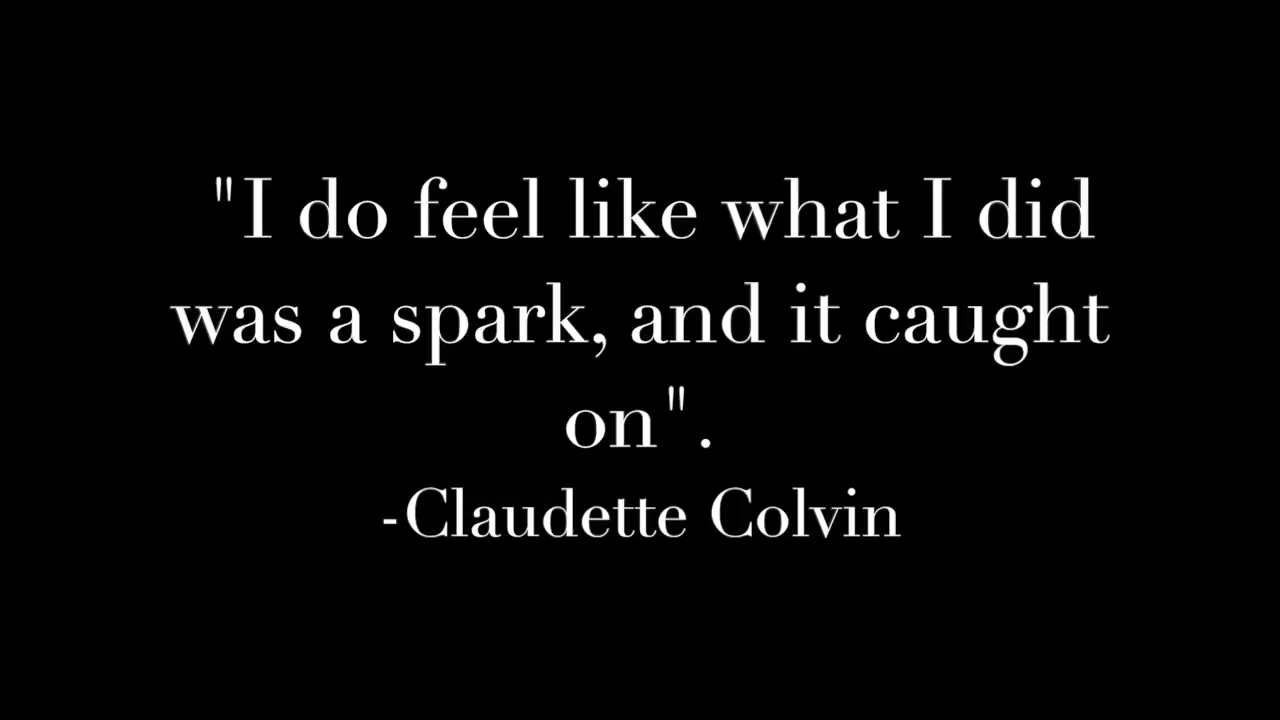 "I do feel like what I did
was a spark, and it caught
on".
-Claudette Colvin